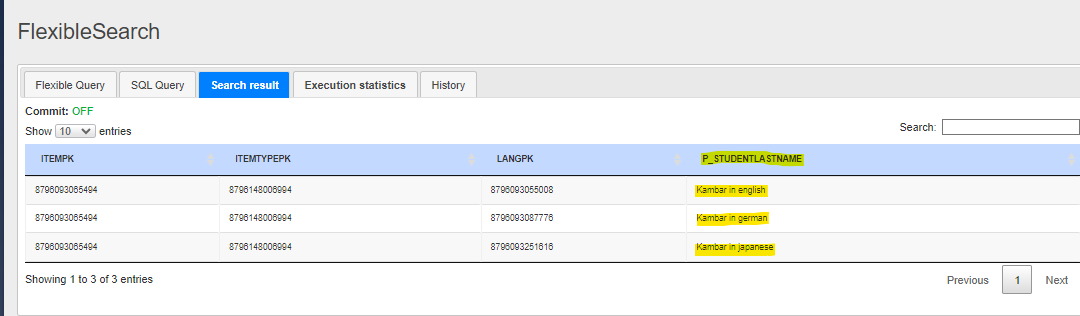 FlexibleSearch
Flexible Query SQL Query Search result Execution statistics History
Commit: OFF
Show 10 entries Search:
ITEMPK ITEMTYPEPK LANGPK P_STUDENTLASTNAME
8796093065494 8796148006994 8796093055008 Kambar in english
8796093065494 8796148006994 8796093087776 Kambar in german
8796093065494 8796148006994 8796093251616 Kambar in japanese
Showing 1 to 3 of 3 entries Previous 1 Next